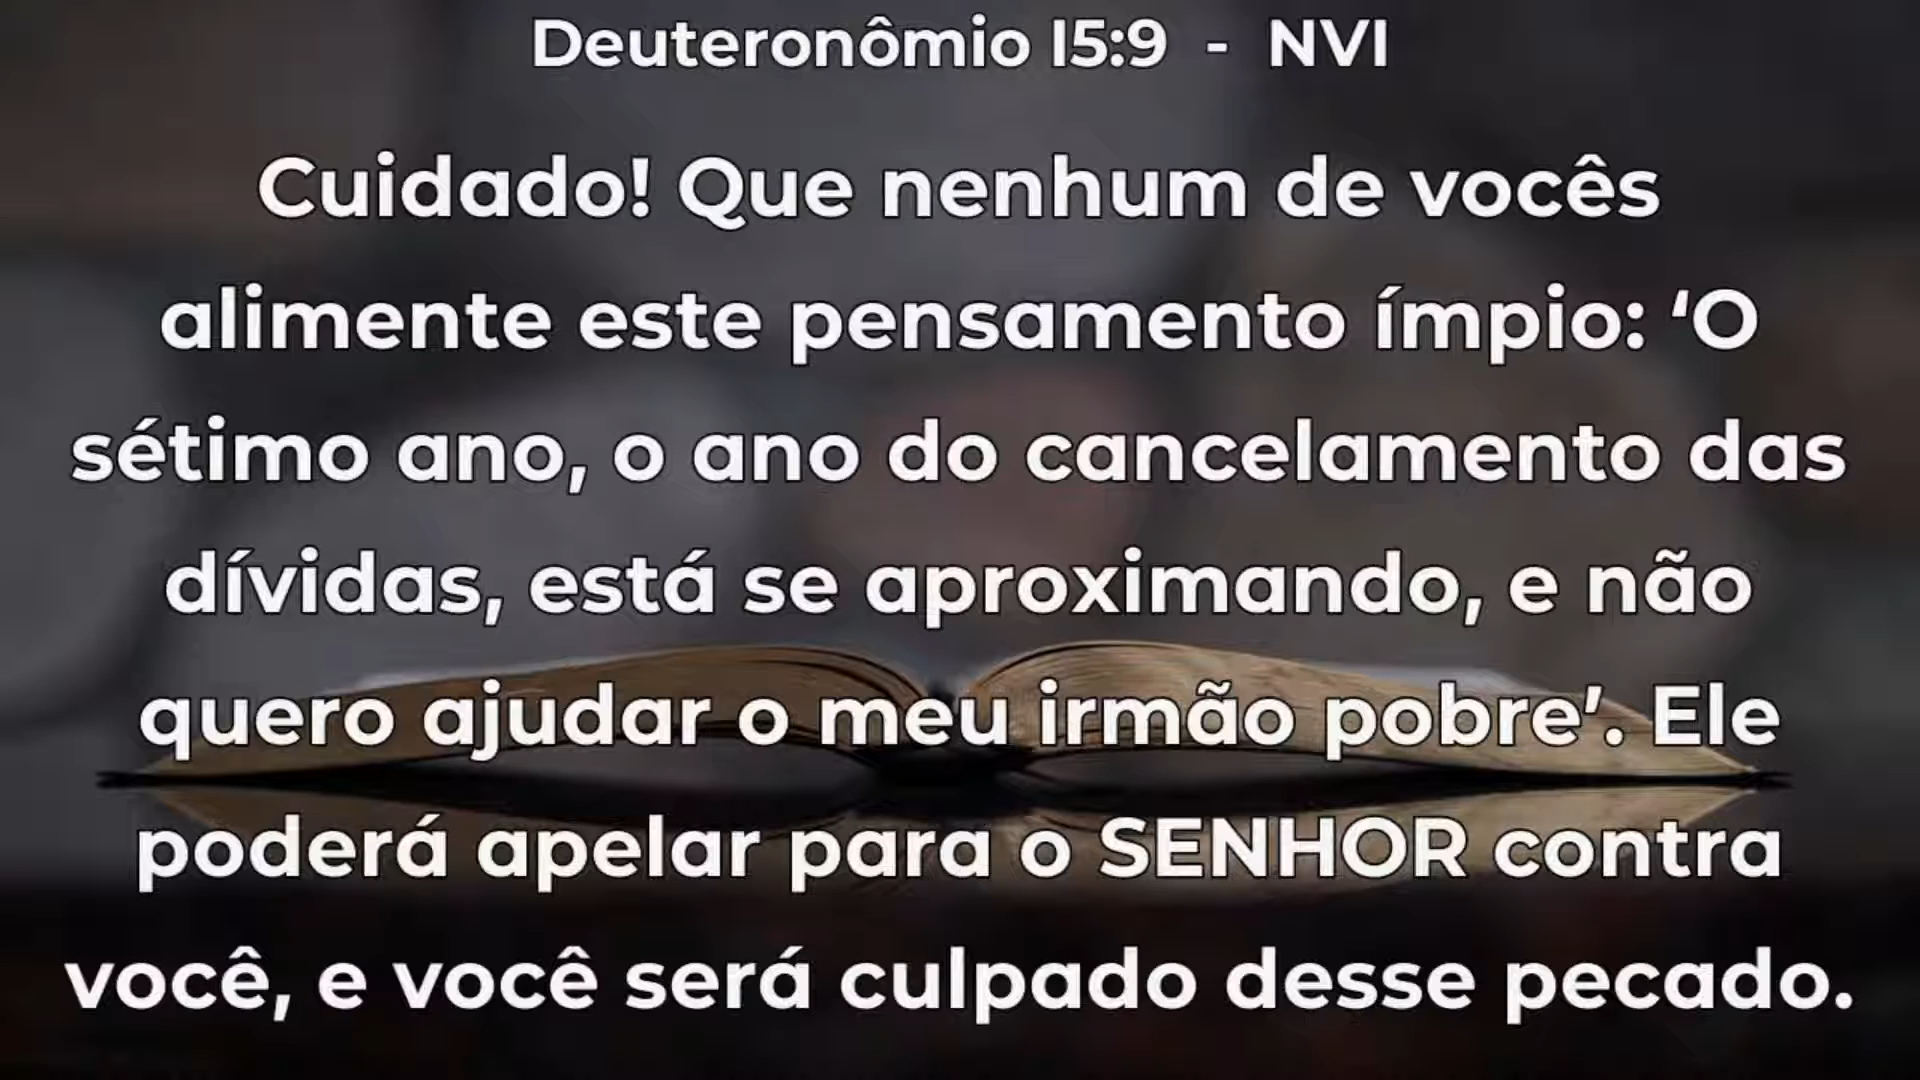 Deuteronômio 15:9 - NVI
Cuidado! Que nenhum de vocês
alimente este pensamento ímpio: ‘O
sétimo ano, o ano do cancelamento das
dívidas, está se aproximando, e não
quero ajudar o meu irmão pobre’. Ele
poderá apelar para o SENHOR contra
você, e você será culpado desse pecado.